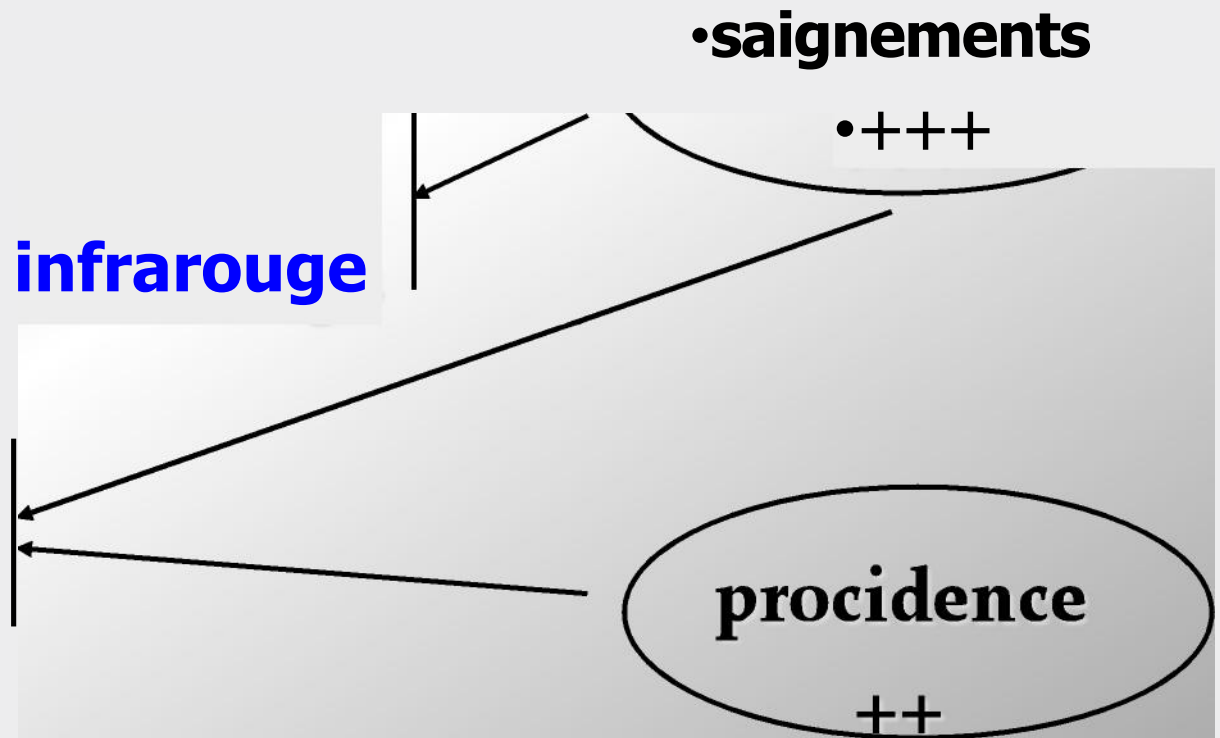 •saignements
•+++
infrarouge
procidence
++